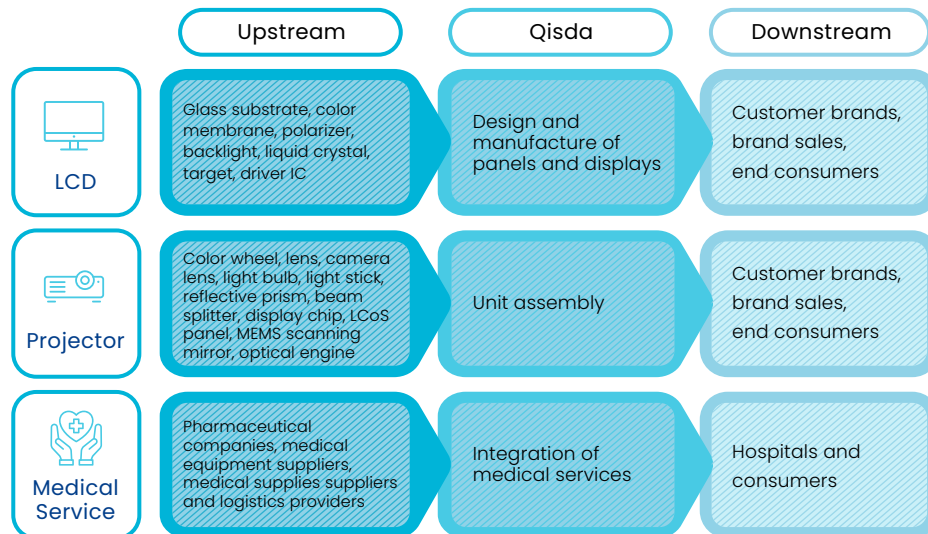 Upstream
Qisda
Downstream
LCD
Glass substrate, color
membrane, polarizer,
backlight, liquid crystal,
target, driver IC
Design and
manufacture of
panels and displays
Customer brands,
brand sales,
end consumers
Projector
Color wheel, lens, camera
lens, light bulb, light stick,
reflective prism, beam
splitter, display chip, LCoS
panel, MEMS scanning
mirror, optical engine
Unit assembly
Customer brands,
brand sales,
end consumers
Medical
Service
Pharmaceutical
companies, medical
equipment suppliers,
medical supplies suppliers
and logistics providers
Integration of
medical services
Hospitals and
consumers